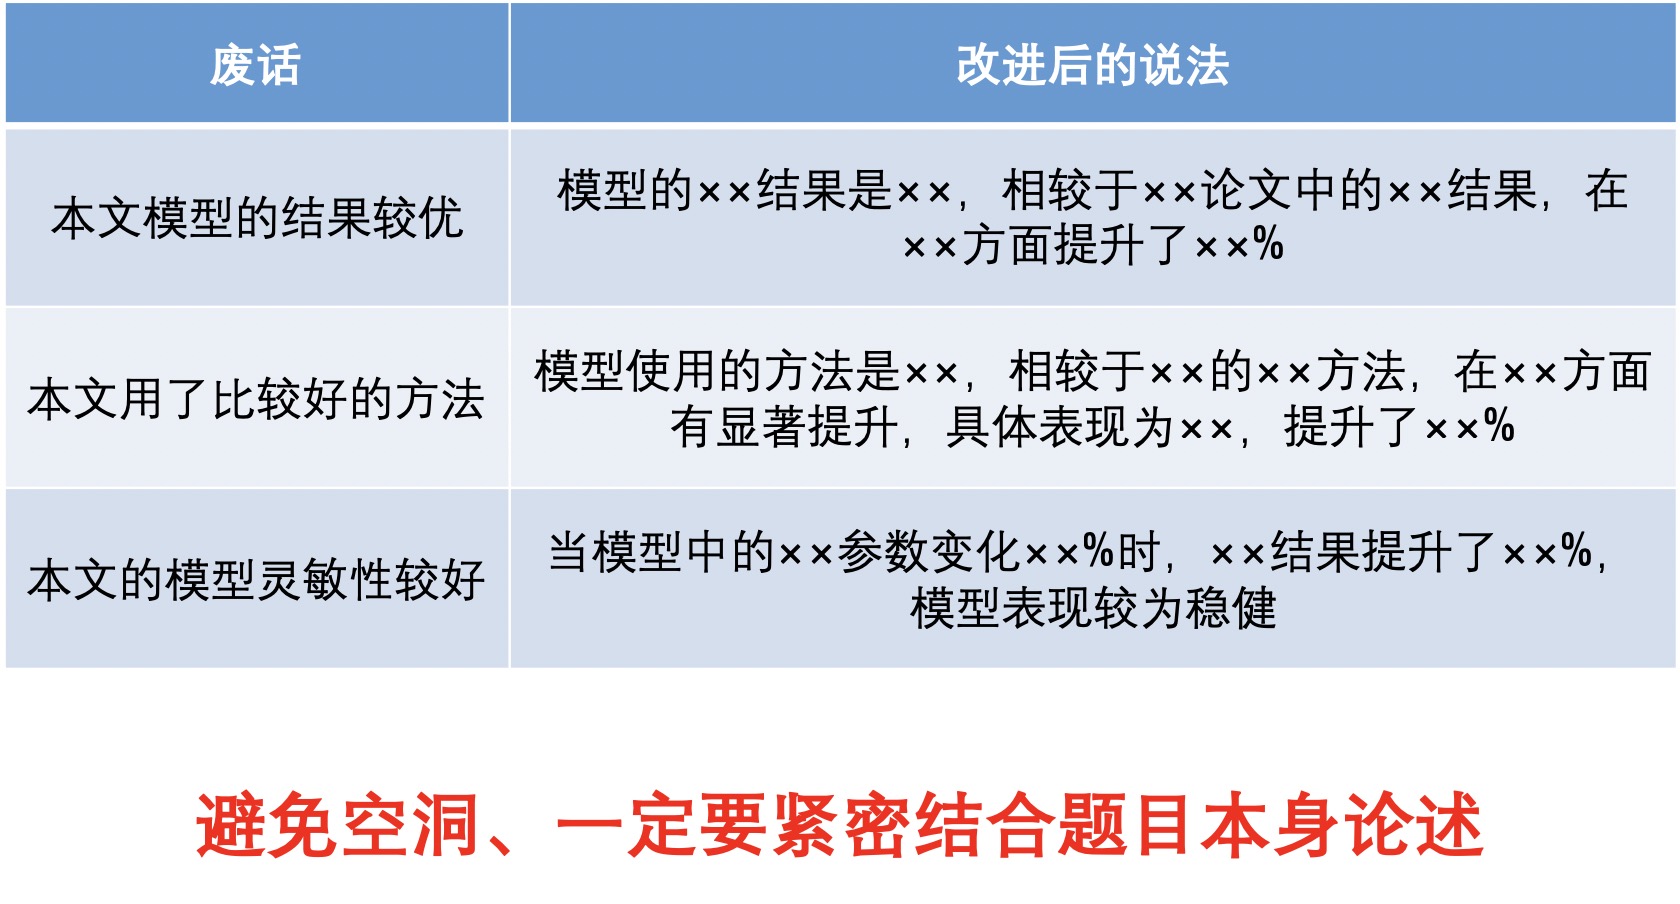 废话
改进后的说法
本文模型的结果较优
模型的××结果是××，相较于××论文中的××结果，在
××方面提升了××%
本文用了比较好的方法
模型使用的方法是××，相较于××的××方法，在××方面
有显著提升，具体表现为××，提升了××%
本文的模型灵敏性较好
当模型中的××参数变化××%时，××结果提升了××%，
模型表现较为稳健
避免空洞、一定要紧密结合题目本身论述